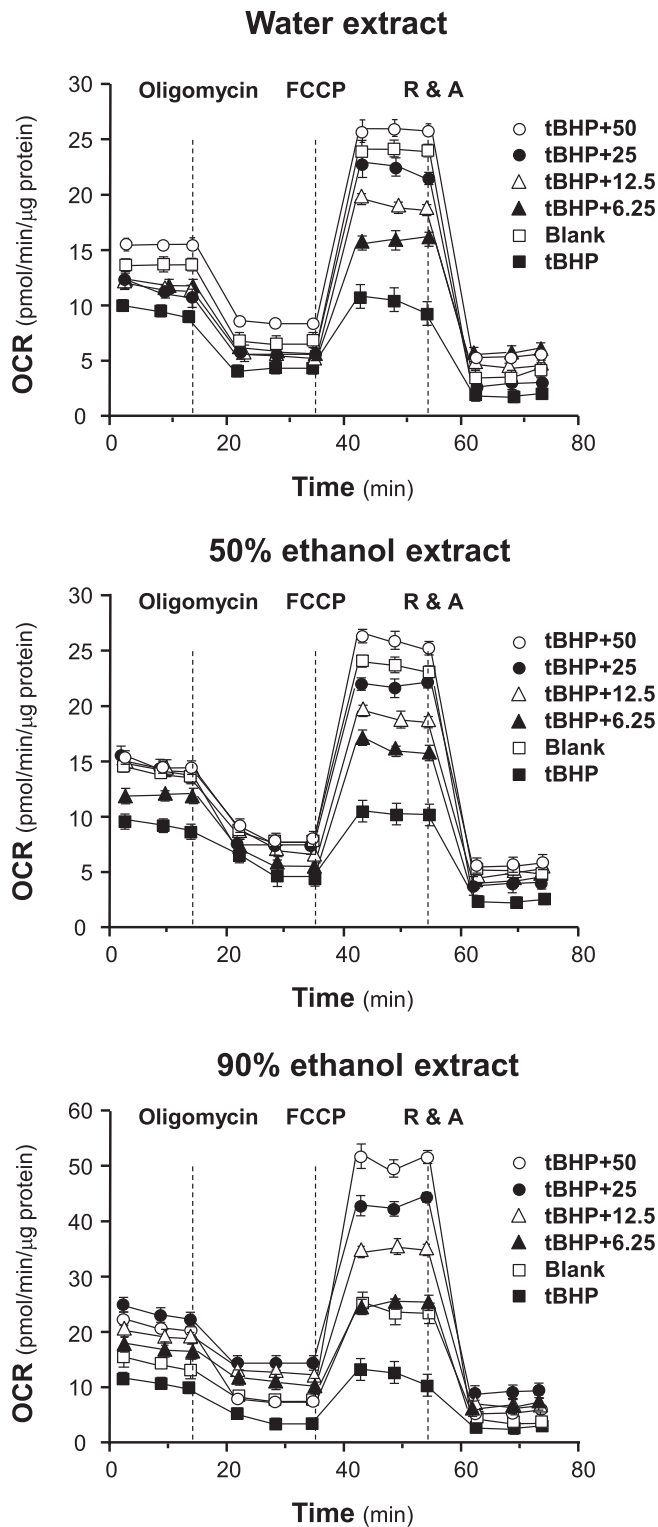 Water extract
30
25
20
15
10
5
0
OCR (pmol/min/μg protein)
Oligomycin FCCP R & A
tBHP+50
tBHP+25
tBHP+12.5
tBHP+6.25
Blank
tBHP
0 20 40 60 80
Time (min)
50% ethanol extract
30
25
20
15
10
5
0
OCR (pmol/min/μg protein)
Oligomycin FCCP R & A
tBHP+50
tBHP+25
tBHP+12.5
tBHP+6.25
Blank
tBHP
0 20 40 60 80
Time (min)
90% ethanol extract
60
50
40
30
20
10
0
OCR (pmol/min/μg protein)
Oligomycin FCCP R & A
tBHP+50
tBHP+25
tBHP+12.5
tBHP+6.25
Blank
tBHP
0 20 40 60 80
Time (min)